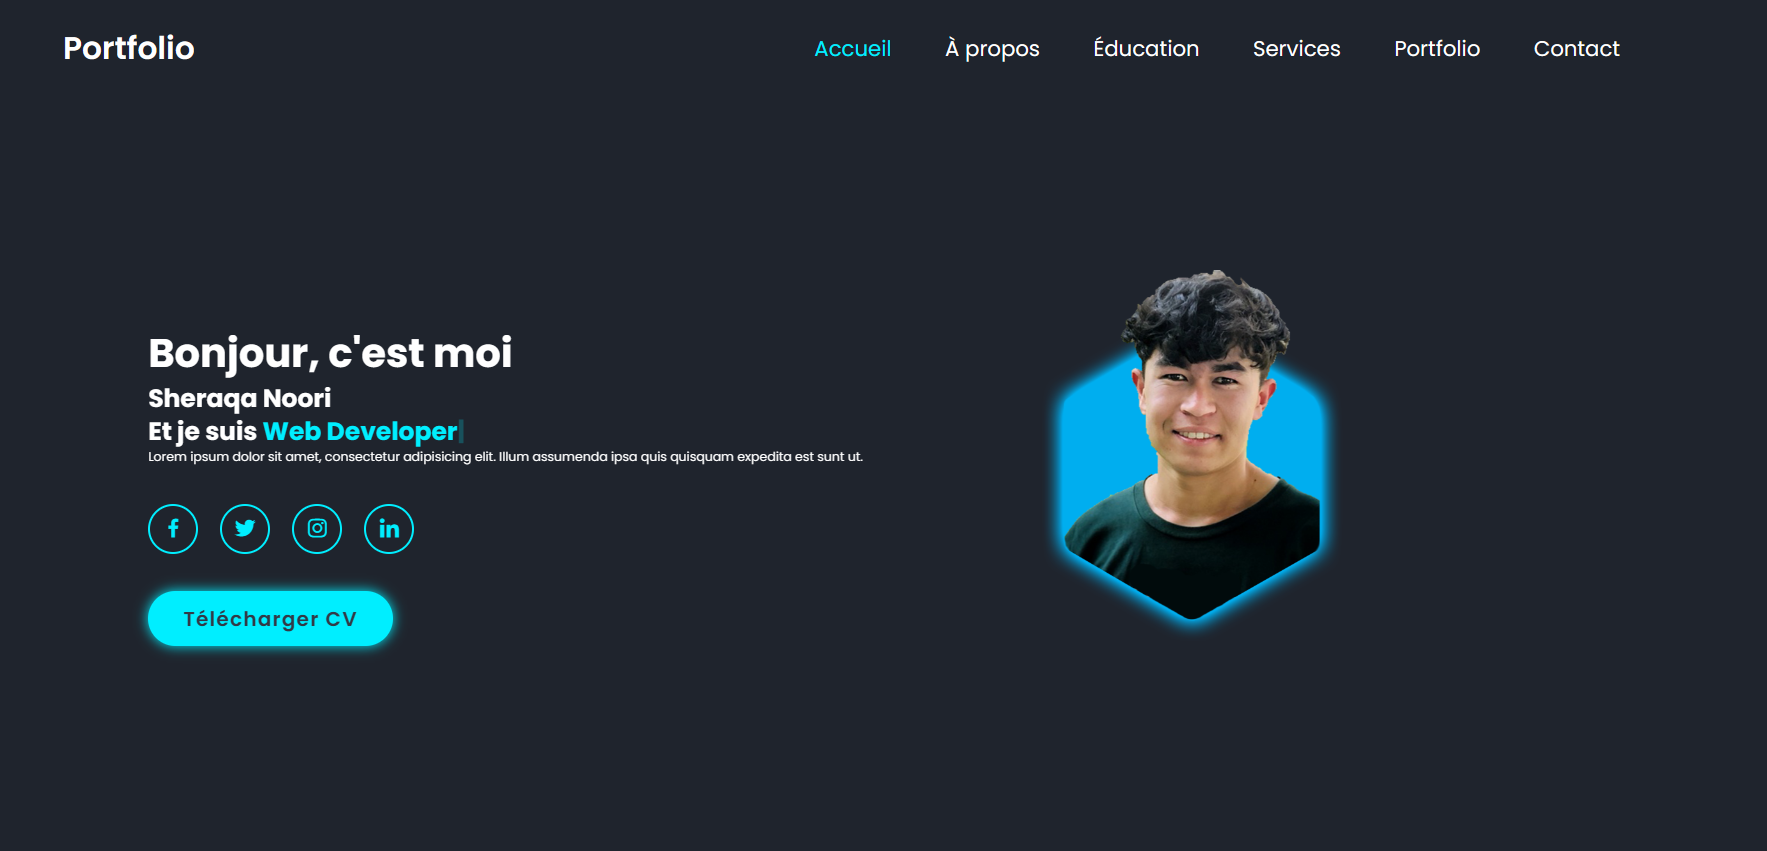 Portfolio
Accueil À propos Éducation Services Portfolio Contact
Bonjour, c'est moi
Sheraqa Noori
Et je suis Web Developer
Lorem ipsum dolor sit amet, consectetur adipisicing elit. Illum assumenda ipsa quis quisquam expedita est sunt ut.
Télécharger CV